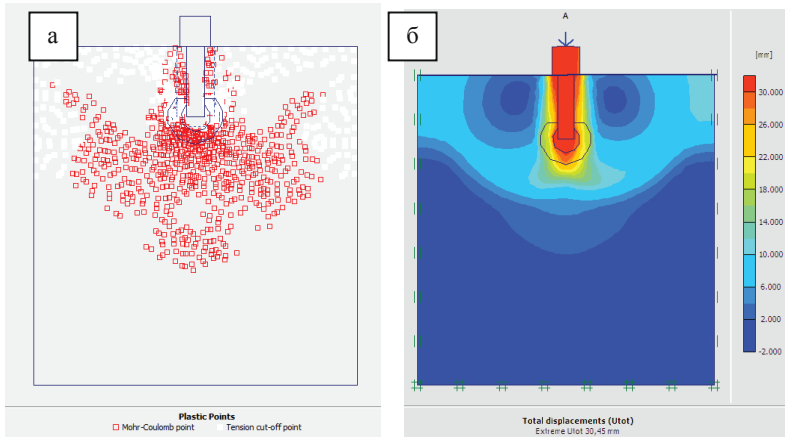 а
Plastic Points
Mohr-Coulomb point Tension cut-off point
б
A
[mm]
30.000
26.000
22.000
18.000
14.000
10.000
6.000
2.000
-2.000
Total displacements (Utot)
Extreme Utot 30,45 mm